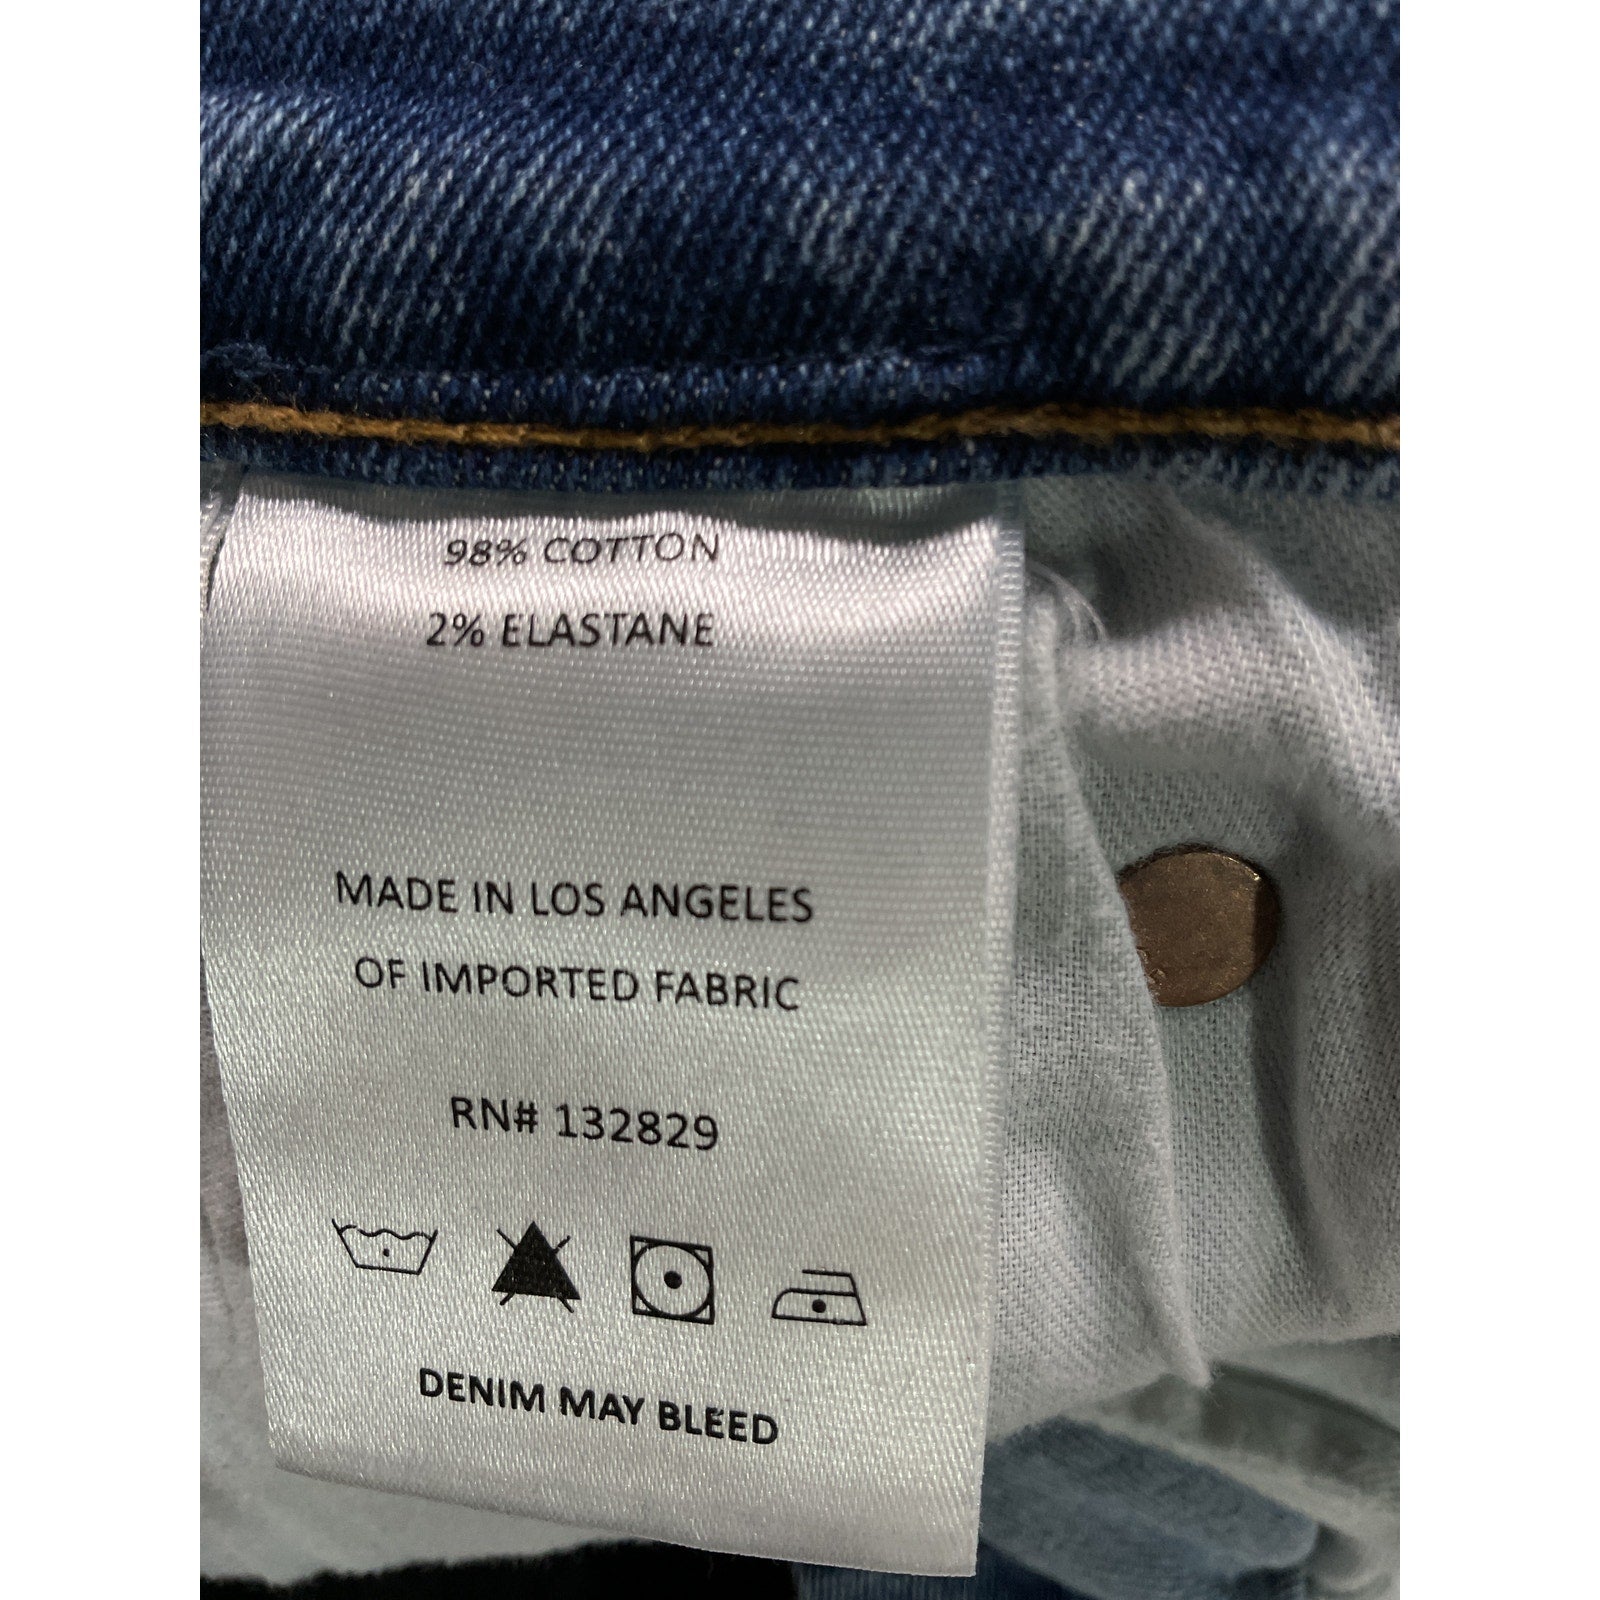 98% COTTON
2% ELASTANE
MADE IN LOS ANGELES
OF IMPORTED FABRIC
RN# 132829
DENIM MAY BLEED